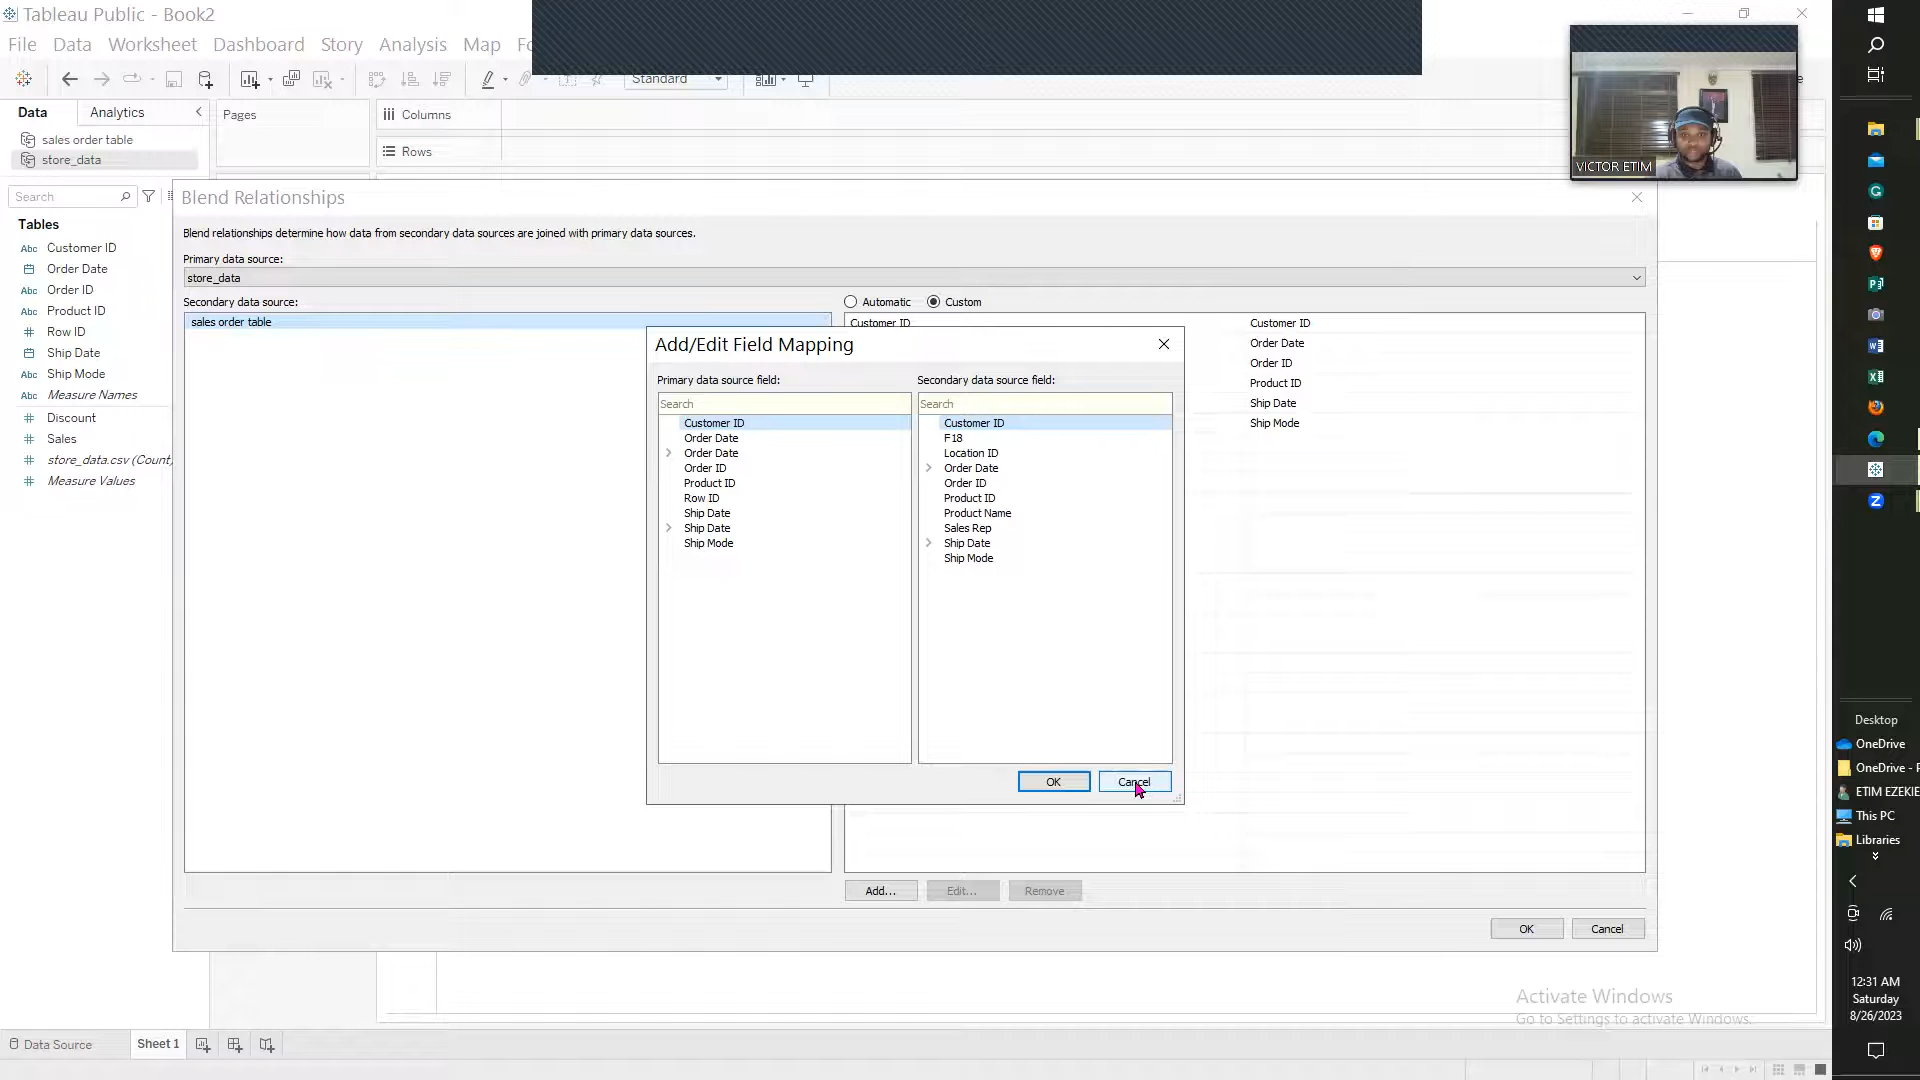 Tableau Public - Book2
File Data Worksheet Dashboard Story Analysis Map Fo
Standard
Data Analytics
Pages
Columns
Rows
sales order table
store_data
Search
Tables
Abc Customer ID
Order Date
Abc Order ID
Abc Product ID
# Row ID
Ship Date
Abc Ship Mode
Abc Measure Names
# Discount
# Sales
# store_data.csv (Count)
# Measure Values
Blend Relationships
Blend relationships determine how data from secondary data sources are joined with primary data sources.
Primary data source:
store_data
Secondary data source:
Automatic Custom
sales order table
Customer ID Customer ID
Order Date
Order ID
Product ID
Ship Date
Ship Mode
Add/Edit Field Mapping
Primary data source field:
Search
Customer ID
Order Date
Order Date
Order ID
Product ID
Row ID
Ship Date
Ship Date
Ship Mode
Secondary data source field:
Search
Customer ID
F18
Location ID
Order Date
Order ID
Product ID
Product Name
Sales Rep
Ship Date
Ship Mode
OK Cancel
Add... Edit... Remove
OK Cancel
Activate Windows
Go to Settings to activate Windows.
Data Source Sheet 1
VICTOR ETIM
Desktop
OneDrive
OneDrive - F
ETIM EZEKIE
This PC
Libraries
12:31 AM
Saturday
8/26/2023